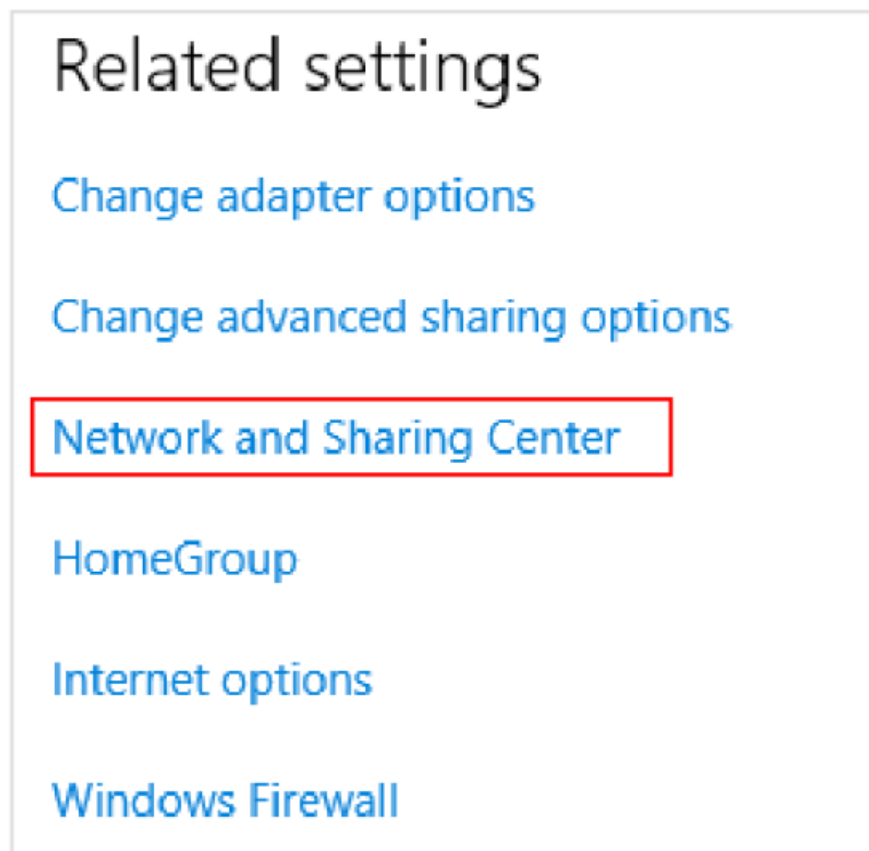 Related settings
Change adapter options
Change advanced sharing options
Network and Sharing Center
HomeGroup
Internet options
Windows Firewall